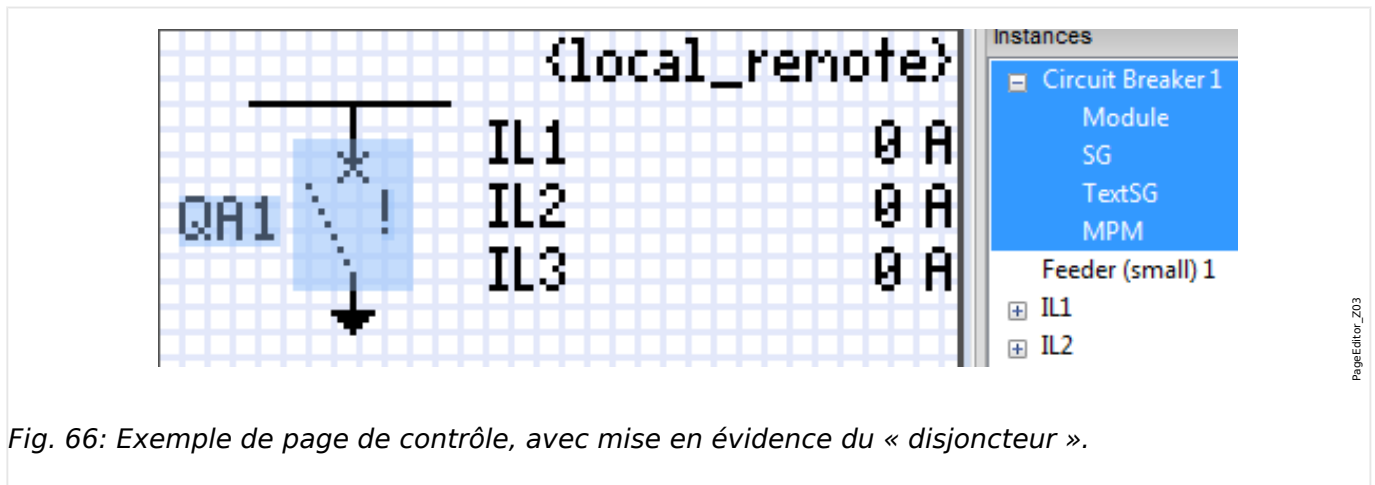 {local_remote}
QA1
!
IL1 0 A
IL2 0 A
IL3 0 A
Instances
Circuit Breaker 1
Module
SG
TextSG
MPM
Feeder (small) 1
IL1
IL2
PageEditor_Z03
Fig. 66: Exemple de page de contrôle, avec mise en évidence du « disjoncteur ».